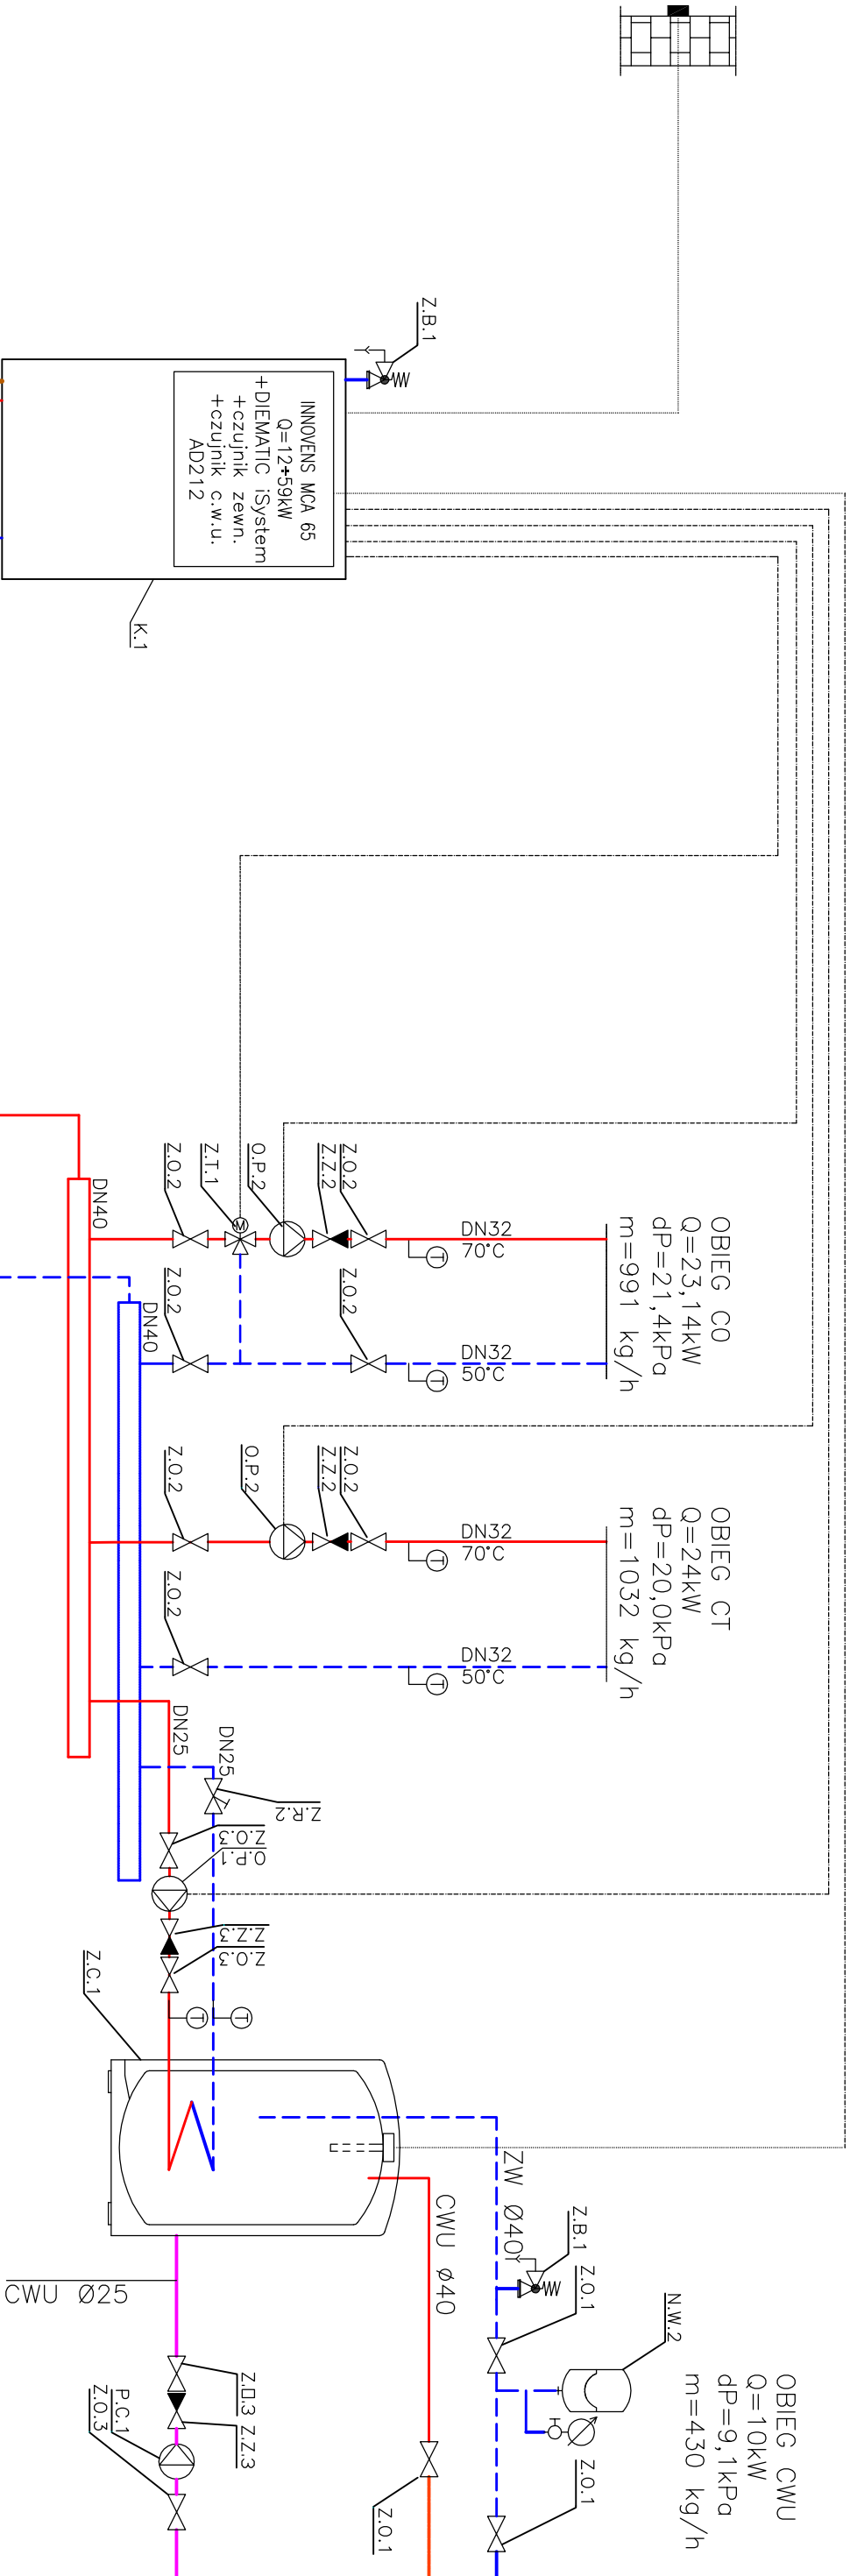 Z.B.1
INNOVENS MCA 65
Q=12÷59kW
+DIEMATIC iSystem
+czujnik zewn.
+czujnik c.w.u.
AD212
K.1
OBIEG CO
Q=23,14kW
dP=21,4kPa
m=991 kg/h
DN32
70°C
DN32
50°C
Z.O.2
Z.Z.2
O.P.2
Z.T.1
Z.O.2
M
T
T
Z.O.2
Z.O.2
DN40
DN40
OBIEG CT
Q=24kW
dP=20,0kPa
m=1032 kg/h
DN32
70°C
DN32
50°C
Z.O.2
Z.Z.2
O.P.2
Z.O.2
Z.O.2
T
T
DN25
DN25
Z.R.2
Z.O.3
O.P.1
Z.Z.3
Z.O.3
T
T
Z.C.1
ZW Ø40
CWU Ø40
CWU Ø25
Z.B.1
Z.O.1
N.W.2
Z.O.1
Z.O.1
OBIEG CWU
Q=10kW
dP=9,1kPa
m=430 kg/h
Z.□.3
Z.Z.3
P.C.1
Z.O.3